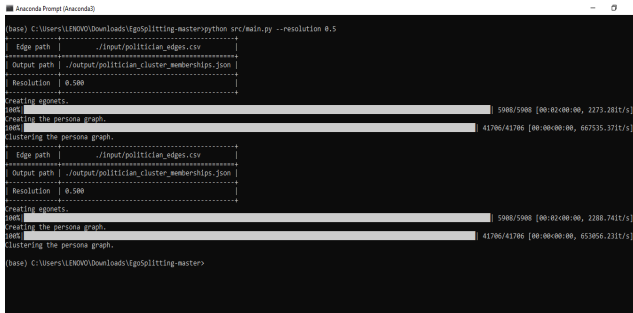 Anaconda Prompt (Anaconda3)
(base) C:\Users\LENOVO\Downloads\EgoSplitting-master>python src/main.py --resolution 0.5
+-------------+------------------------------------------+
| Edge path | ./input/politician_edges.csv |
+=============+==========================================+
| Output path | ./output/politician_cluster_memberships.json |
+-------------+------------------------------------------+
| Resolution | 0.500 |
+-------------+------------------------------------------+
Creating egonets.
100%| | 5908/5908 [00:02<00:00, 2273.28it/s]
Creating the persona graph.
100%| | 41706/41706 [00:00<00:00, 667535.37it/s]
Clustering the persona graph.
+-------------+------------------------------------------+
| Edge path | ./input/politician_edges.csv |
+=============+==========================================+
| Output path | ./output/politician_cluster_memberships.json |
+-------------+------------------------------------------+
| Resolution | 0.500 |
+-------------+------------------------------------------+
Creating egonets.
100%| | 5908/5908 [00:02<00:00, 2288.74it/s]
Creating the persona graph.
100%| | 41706/41706 [00:00<00:00, 653056.23it/s]
Clustering the persona graph.
(base) C:\Users\LENOVO\Downloads\EgoSplitting-master>